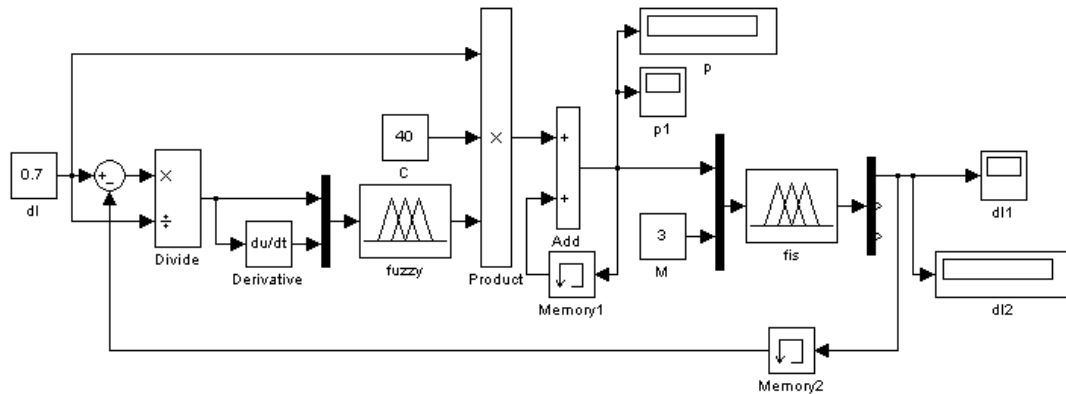 p
p1
40
C
+
+
Add
×
Product
0.7
dl
+
−
×
÷
Divide
du/dt
Derivative
fuzzy
Memory1
3
M
fis
dl1
dl2
Memory2